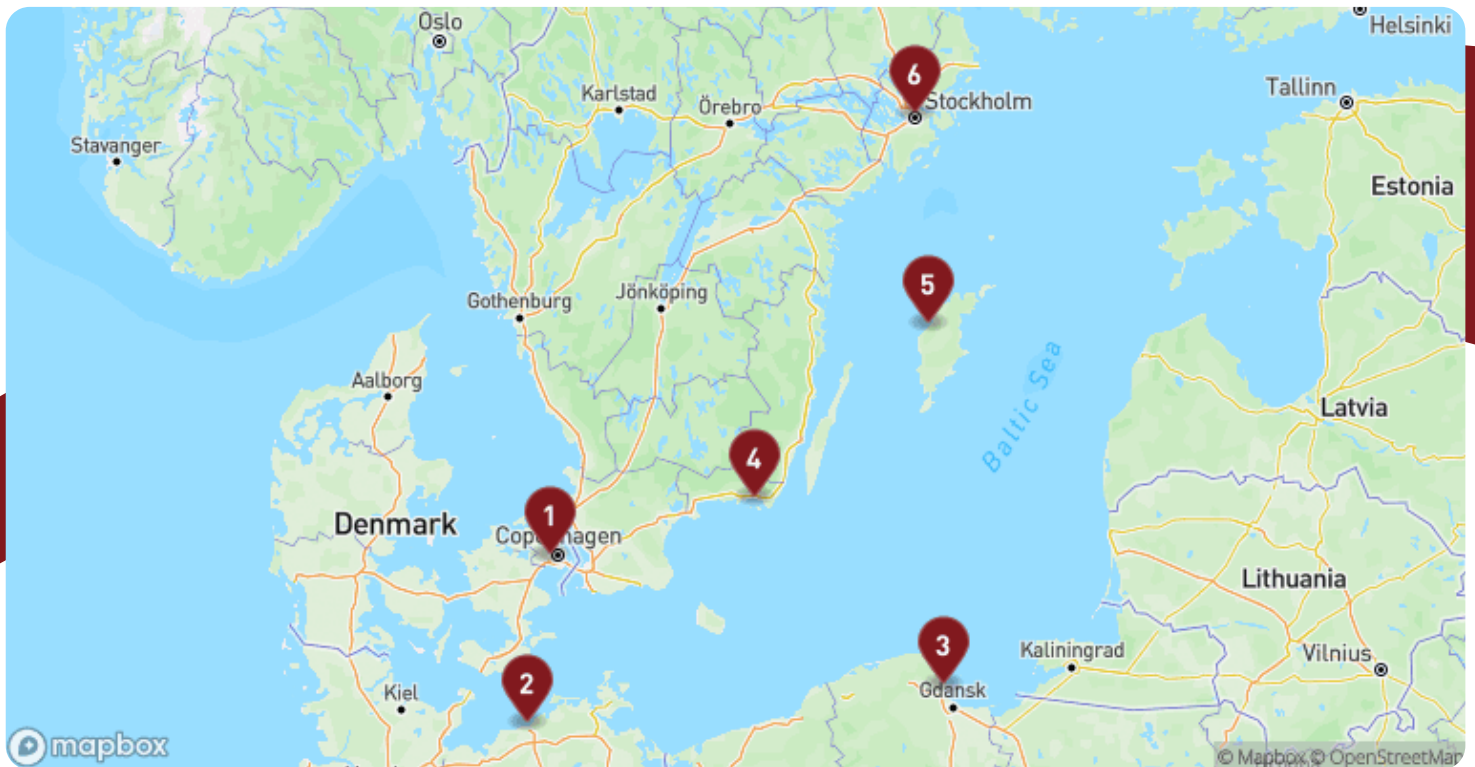 Oslo
Helsinki
6
Karlstad
Örebro
Stockholm
Tallinn
Stavanger
Estonia
5
Gothenburg
Jönköping
Baltic Sea
Aalborg
Latvia
4
1
Denmark
Copenhagen
Lithuania
3
Kaliningrad
Vilnius
2
Kiel
Gdansk
mapbox
© Mapbox © OpenStreetMap